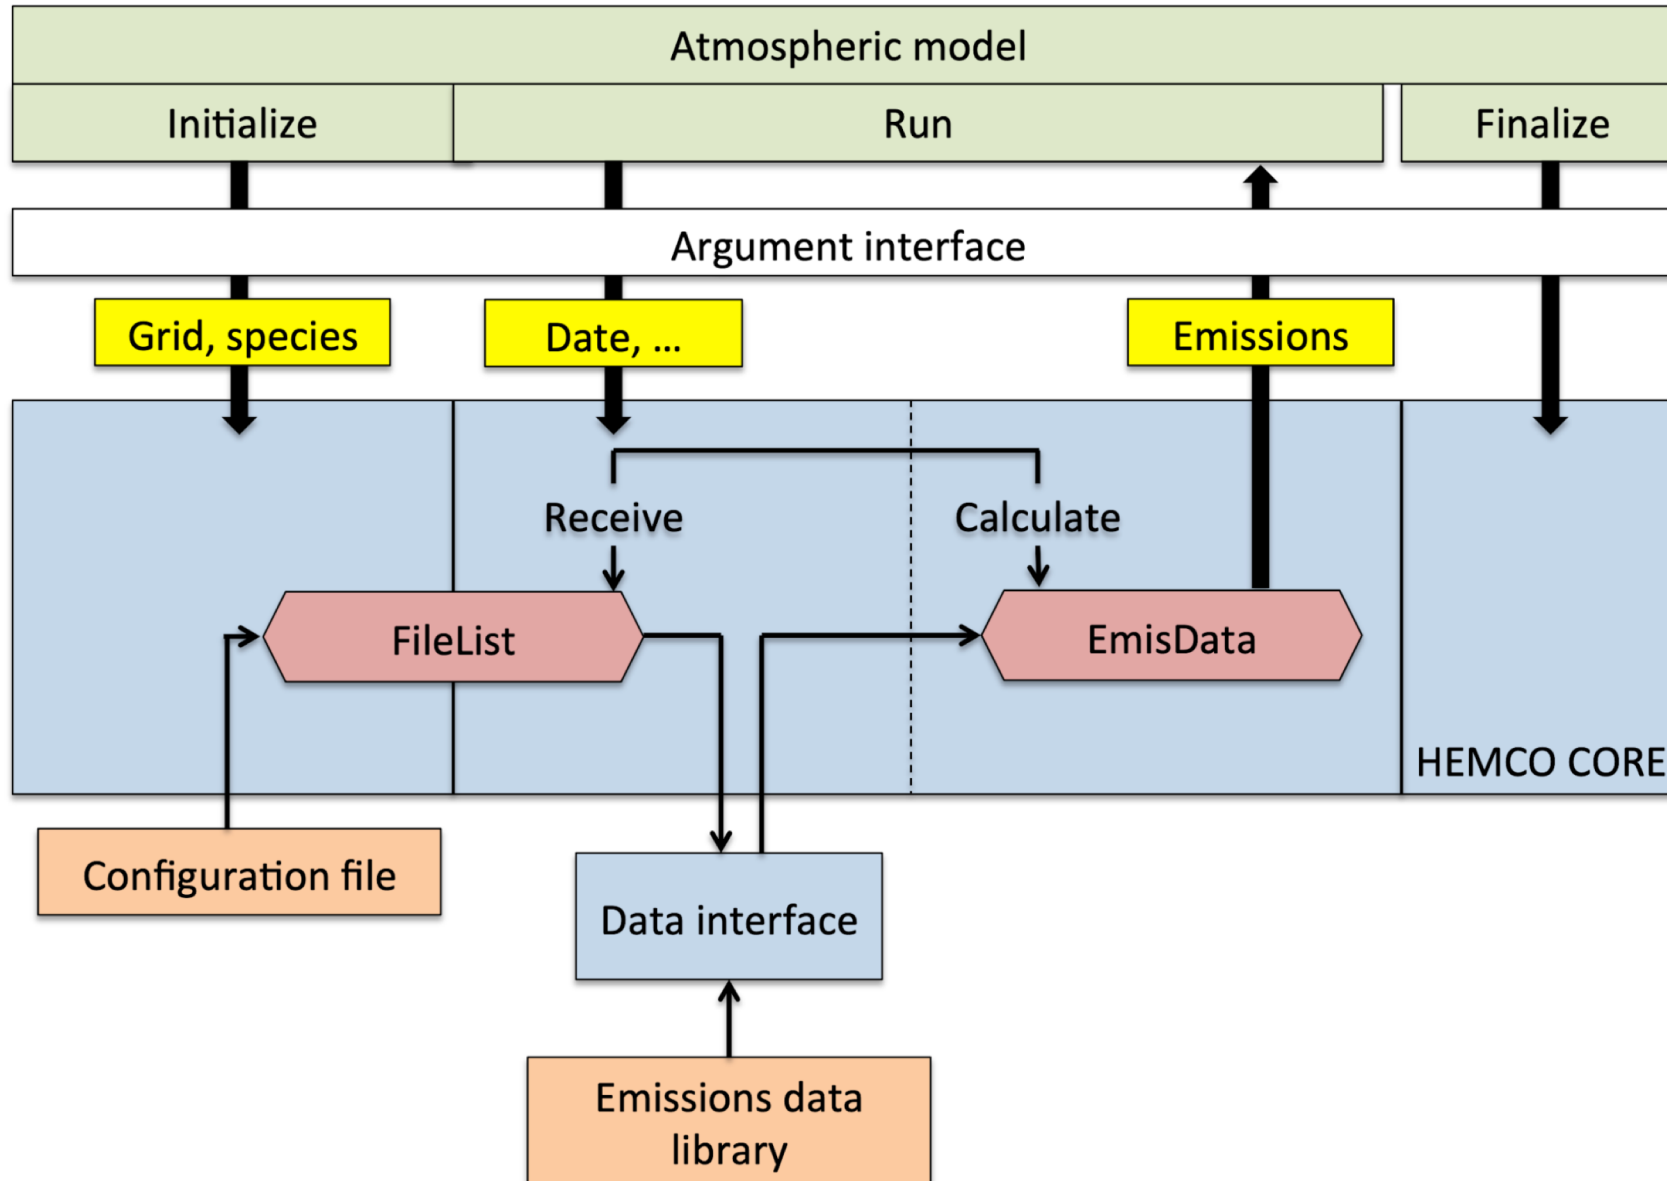 Atmospheric model
Initialize
Run
Finalize
Argument interface
Grid, species
Date, ...
Emissions
Receive
Calculate
FileList
EmisData
HEMCO CORE
Configuration file
Data interface
Emissions data
library